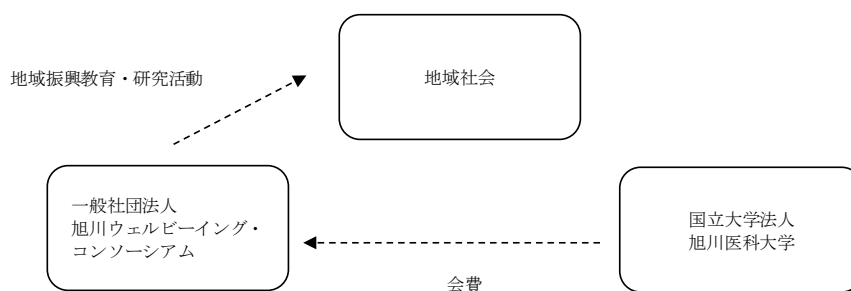 地域振興教育・研究活動
地域社会
一般社団法人
旭川ウェルビーイング・
コンソーシアム
国立大学法人
旭川医科大学
会費